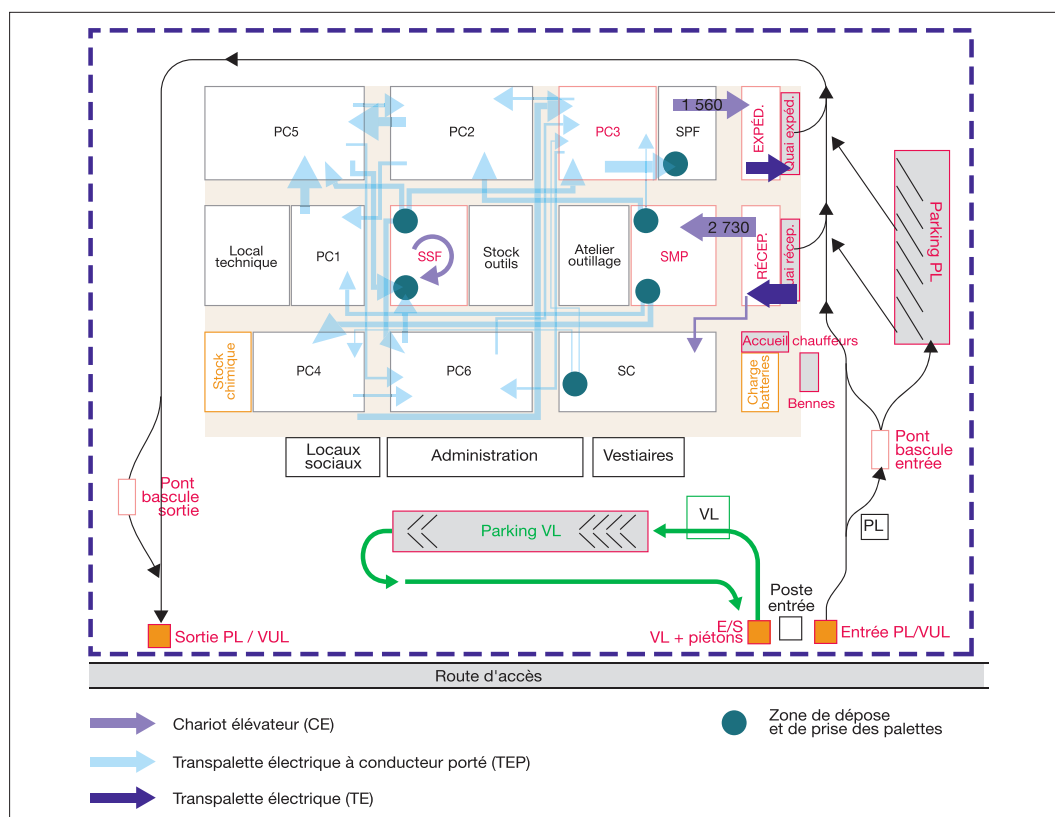 1 560
PC5
PC2
PC3
SPF
EXPÉD.
Quai expéd.
Parking PL
2 730
Local
technique
PC1
SSF
Stock
outils
Atelier
outillage
SMP
RÉCEP.
uai récep.
Stock
chimique
PC4
PC6
SC
Accueil chauffeurs
Charge
batteries
Bennes
Locaux
sociaux
Administration
Vestiaires
Pont
bascule
entrée
Pont
bascule
sortie
Parking VL
VL
PL
Poste
entrée
Sortie PL / VUL
E/S
VL + piétons
Entrée PL/VUL
Route d'accès
Chariot élévateur (CE)
Zone de dépose
et de prise des palettes
Transpalette électrique à conducteur porté (TEP)
Transpalette électrique (TE)